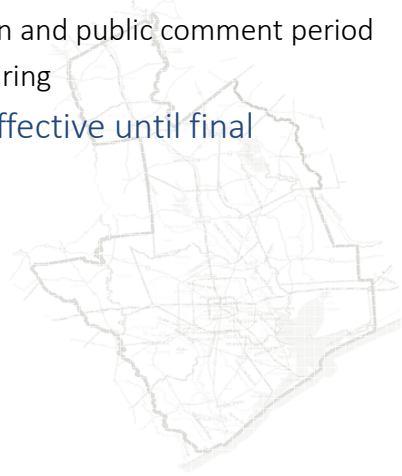 n and public comment period
ring
ffective until final